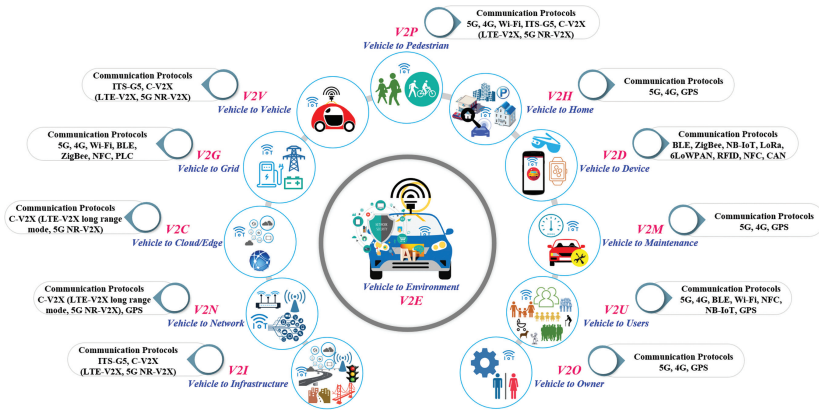 V2P
Vehicle to Pedestrian
Communication Protocols
5G, 4G, Wi-Fi, ITS-G5, C-V2X
(LTE-V2X, 5G NR-V2X)
Communication Protocols
ITS-G5, C-V2X
(LTE-V2X, 5G NR-V2X)
V2V
Vehicle to Vehicle
V2H
Vehicle to Home
Communication Protocols
5G, 4G, GPS
Communication Protocols
5G, 4G, Wi-Fi, BLE,
ZigBee, NFC, PLC
V2G
Vehicle to Grid
V2D
Vehicle to Device
Communication Protocols
BLE, ZigBee, NB-IoT, LoRa,
6LoWPAN, RFID, NFC, CAN
Communication Protocols
C-V2X (LTE-V2X long range
mode, 5G NR-V2X)
V2C
Vehicle to Cloud/Edge
V2M
Vehicle to Maintenance
Communication Protocols
5G, 4G, GPS
AI
Vehicle to Environment
V2E
Communication Protocols
C-V2X (LTE-V2X long range
mode, 5G NR-V2X), GPS
V2N
Vehicle to Network
V2U
Vehicle to Users
Communication Protocols
5G, 4G, BLE, Wi-Fi, NFC,
NB-IoT, GPS
Communication Protocols
ITS-G5, C-V2X
(LTE-V2X, 5G NR-V2X)
V2I
Vehicle to Infrastructure
V2O
Vehicle to Owner
Communication Protocols
5G, 4G, GPS